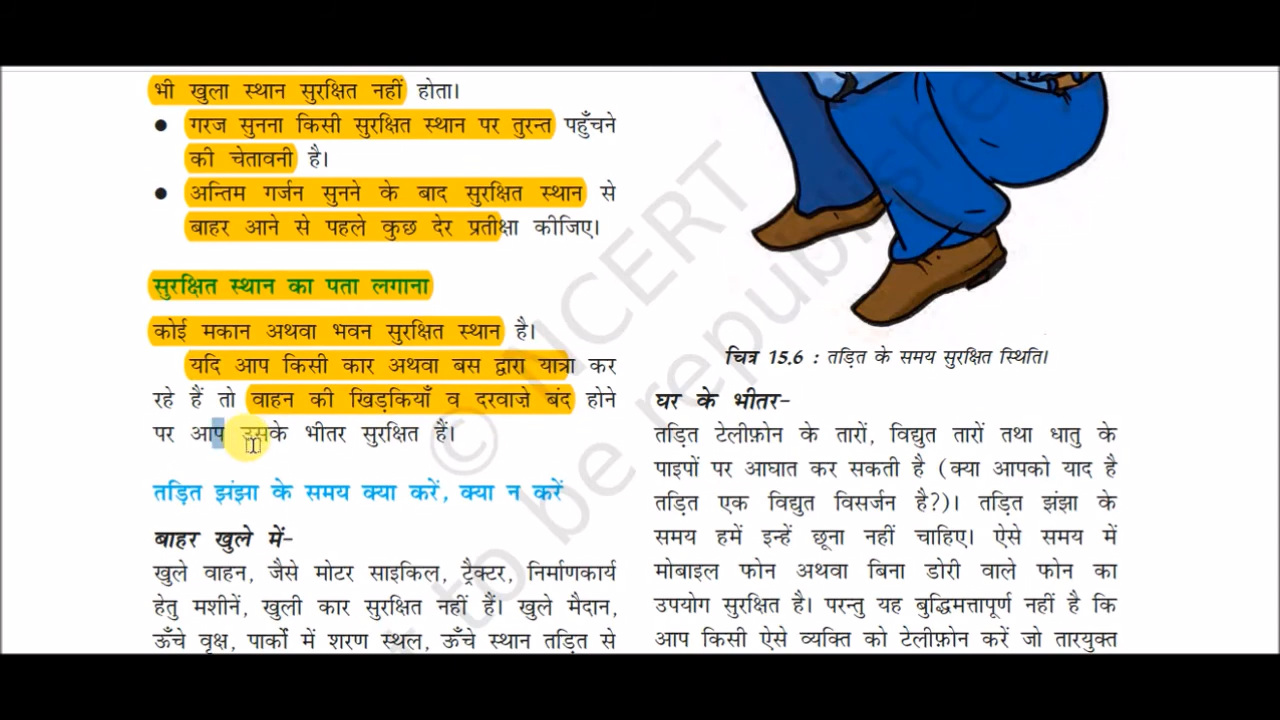 भी खुला स्थान सुरक्षित नहीं होता।
● गरज सुनना किसी सुरक्षित स्थान पर तुरन्त पहुँचने
की चेतावनी है।
● अन्तिम गर्जन सुनने के बाद सुरक्षित स्थान से
बाहर आने से पहले कुछ देर प्रतीक्षा कीजिए।
सुरक्षित स्थान का पता लगाना
कोई मकान अथवा भवन सुरक्षित स्थान है।
यदि आप किसी कार अथवा बस द्वारा यात्रा कर
रहे हैं तो वाहन की खिड़कियाँ व दरवाज़े बंद होने
पर आप उसके भीतर सुरक्षित हैं।
तड़ित झंझा के समय क्या करें, क्या न करें
बाहर खुले में-
खुले वाहन, जैसे मोटर साइकिल, ट्रैक्टर, निर्माणकार्य
हेतु मशीनें, खुली कार सुरक्षित नहीं हैं। खुले मैदान,
ऊँचे वृक्ष, पार्कों में शरण स्थल, ऊँचे स्थान तड़ित से
चित्र 15.6 : तड़ित के समय सुरक्षित स्थिति।
घर के भीतर-
तड़ित टेलीफ़ोन के तारों, विद्युत तारों तथा धातु के
पाइपों पर आघात कर सकती है (क्या आपको याद है
तड़ित एक विद्युत विसर्जन है?)। तड़ित झंझा के
समय हमें इन्हें छूना नहीं चाहिए। ऐसे समय में
मोबाइल फोन अथवा बिना डोरी वाले फोन का
उपयोग सुरक्षित है। परन्तु यह बुद्धिमत्तापूर्ण नहीं है कि
आप किसी ऐसे व्यक्ति को टेलीफ़ोन करें जो तारयुक्त
© NCERT
to be republishe